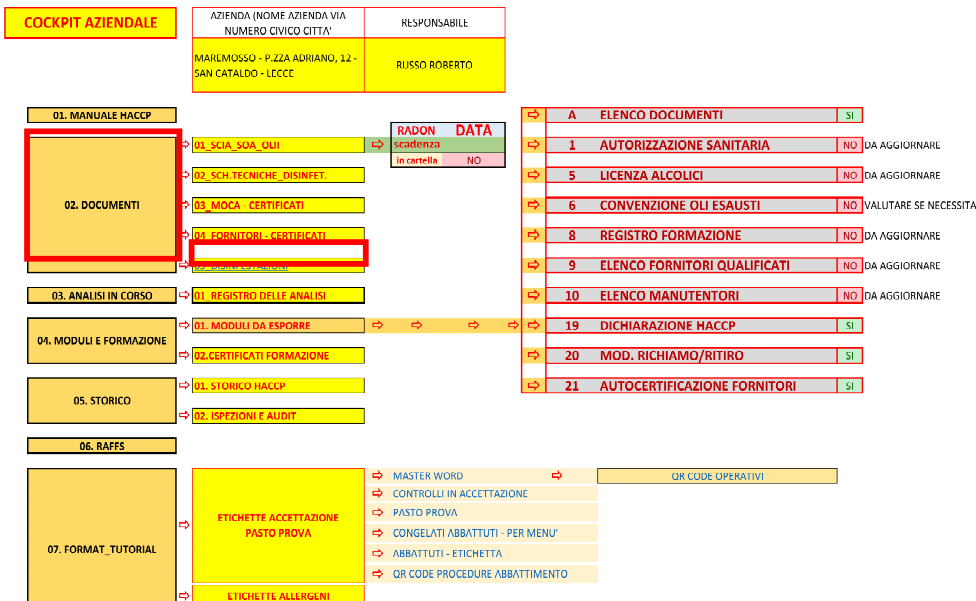 COCKPIT AZIENDALE
AZIENDA (NOME AZIENDA VIA
NUMERO CIVICO CITTA'
RESPONSABILE
MAREMOSSO - P.ZZA ADRIANO, 12 -
SAN CATALDO - LECCE
RUSSO ROBERTO
01. MANUALE HACCP
02. DOCUMENTI
01_SCIA_SOA_OLII
02_SCH.TECNICHE_DISINFET.
03_MOCA - CERTIFICATI
04_FORNITORI - CERTIFICATI
05_DISINFESTAZIONI
RADON DATA
scadenza
in cartella NO
03. ANALISI IN CORSO
01_REGISTRO DELLE ANALISI
04. MODULI E FORMAZIONE
01. MODULI DA ESPORRE
02.CERTIFICATI FORMAZIONE
05. STORICO
01. STORICO HACCP
02. ISPEZIONI E AUDIT
06. RAFFS
A ELENCO DOCUMENTI SI
1 AUTORIZZAZIONE SANITARIA NO DA AGGIORNARE
5 LICENZA ALCOLICI NO DA AGGIORNARE
6 CONVENZIONE OLI ESAUSTI NO VALUTARE SE NECESSITA
8 REGISTRO FORMAZIONE NO DA AGGIORNARE
9 ELENCO FORNITORI QUALIFICATI NO DA AGGIORNARE
10 ELENCO MANUTENTORI NO DA AGGIORNARE
19 DICHIARAZIONE HACCP SI
20 MOD. RICHIAMO/RITIRO SI
21 AUTOCERTIFICAZIONE FORNITORI SI
07. FORMAT_TUTORIAL
ETICHETTE ACCETTAZIONE
PASTO PROVA
MASTER WORD
QR CODE OPERATIVI
CONTROLLI IN ACCETTAZIONE
PASTO PROVA
CONGELATI ABBATTUTI - PER MENU'
ABBATTUTI - ETICHETTA
QR CODE PROCEDURE ABBATTIMENTO
ETICHETTE ALLERGENI